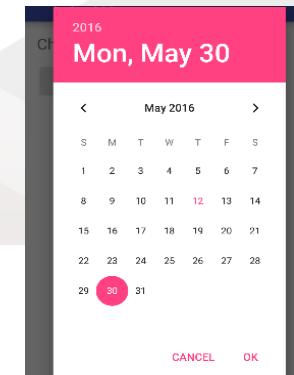 2016
Ch
Mon, May 30
May 2016
S M T W T F S
1 2 3 4 5 6 7
8 9 10 11 12 13 14
15 16 17 18 19 20 21
22 23 24 25 26 27 28
29 30 31
CANCEL OK